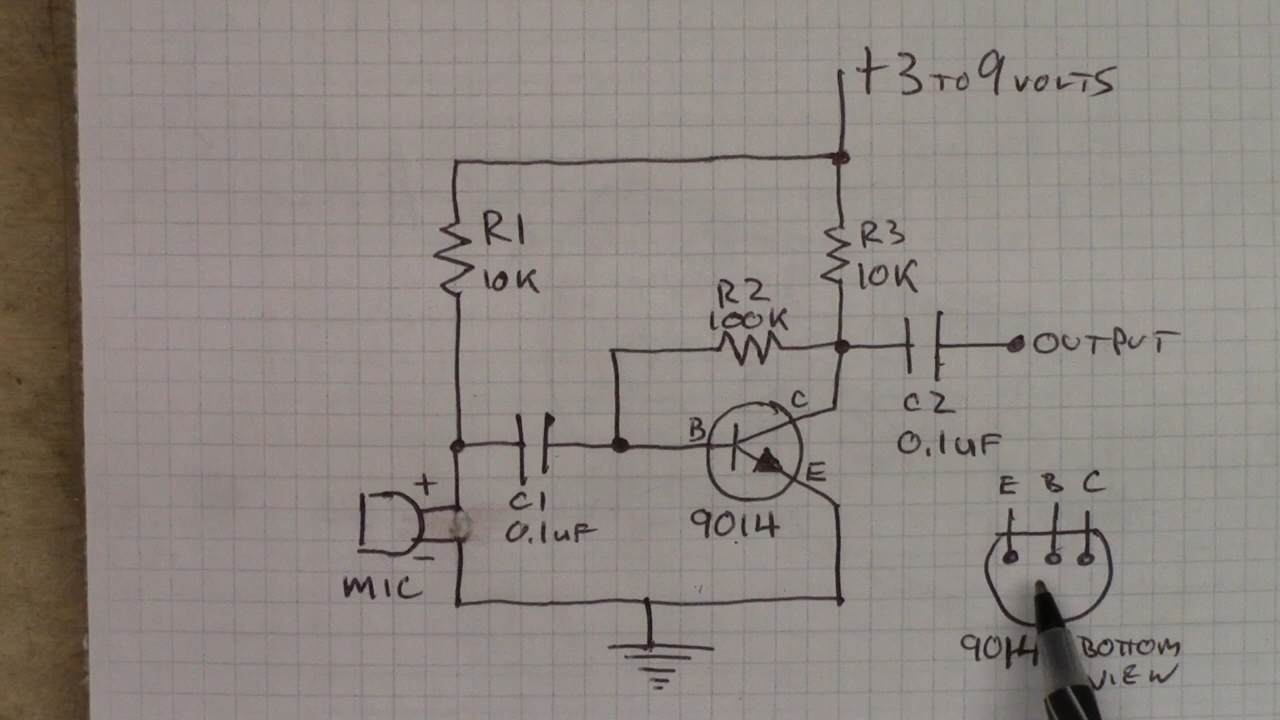 +3 TO 9 VOLTS
R1
10K
R3
10K
R2
100K
OUTPUT
C
B
E
C2
0.1uF
+
C1
0.1uF
9014
-
MIC
E B C
9014 BOTTOM
VIEW